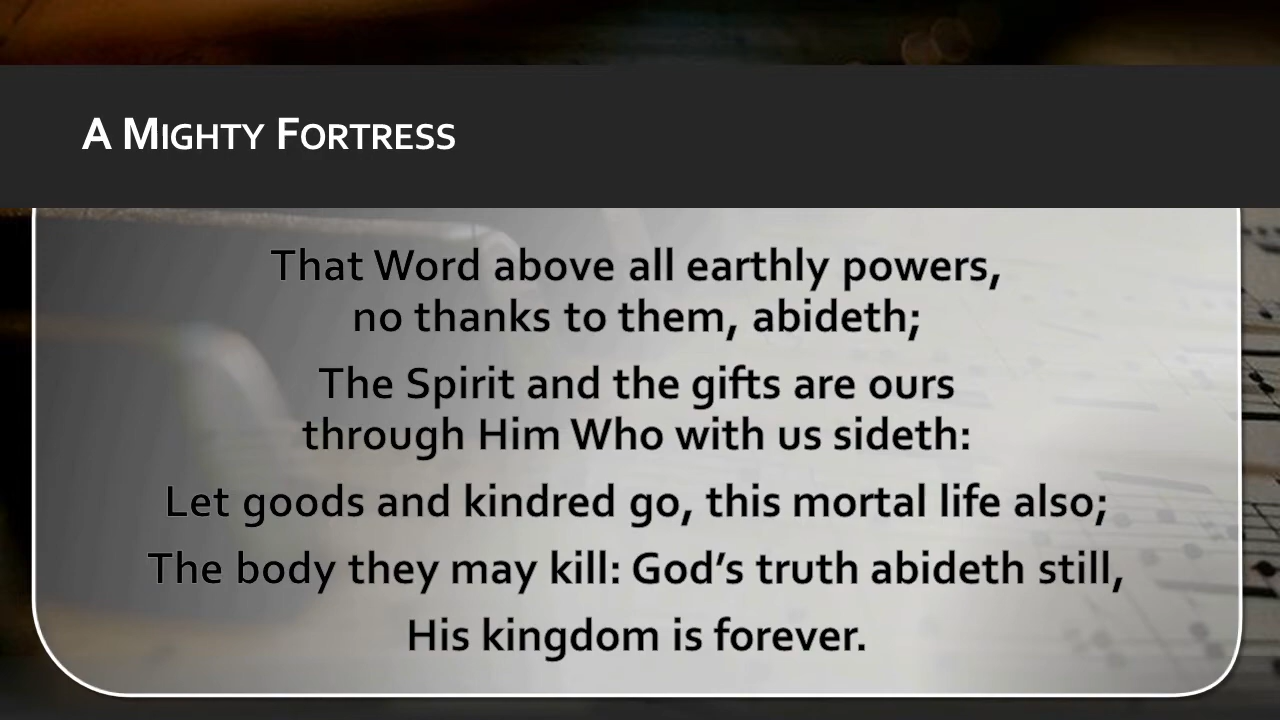 A Mighty Fortress
That Word above all earthly powers,
no thanks to them, abideth;
The Spirit and the gifts are ours
through Him Who with us sideth:
Let goods and kindred go, this mortal life also;
The body they may kill: God’s truth abideth still,
His kingdom is forever.